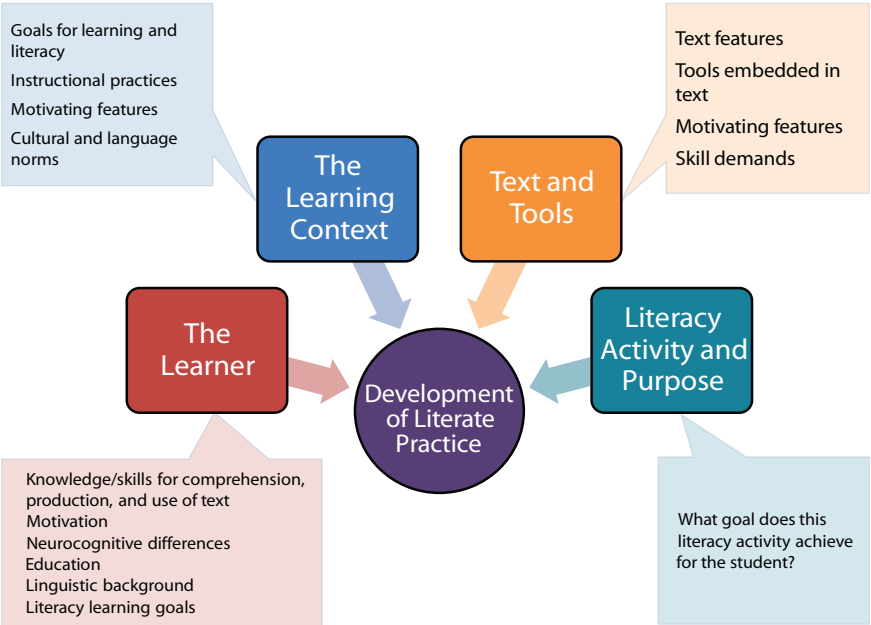 Goals for learning and
literacy
Instructional practices
Motivating features
Cultural and language
norms
Text features
Tools embedded in
text
Motivating features
Skill demands
The
Learning
Context
Text and
Tools
The
Learner
Literacy
Activity and
Purpose
Development
of Literate
Practice
Knowledge/skills for comprehension,
production, and use of text
Motivation
Neurocognitive differences
Education
Linguistic background
Literacy learning goals
What goal does this
literacy activity achieve
for the student?